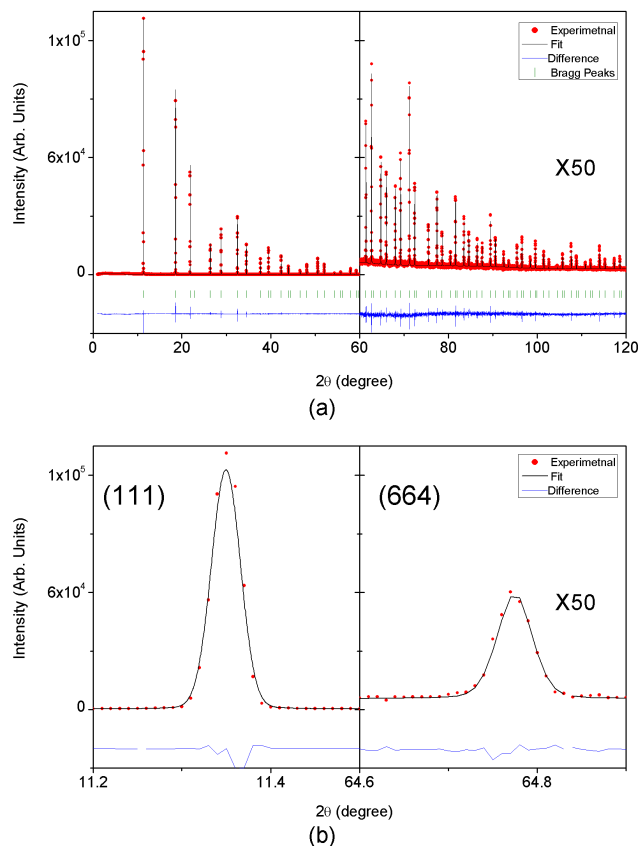 1x10^5
6x10^4
0
Intensity (Arb. Units)
Experimetnal
Fit
Difference
Bragg Peaks
X50
0 20 40 60 80 100 120
2θ (degree)
(a)
1x10^5
6x10^4
0
Intensity (Arb. Units)
(111)
(664)
Experimetnal
Fit
Difference
X50
11.2 11.4 64.6 64.8
2θ (degree)
(b)